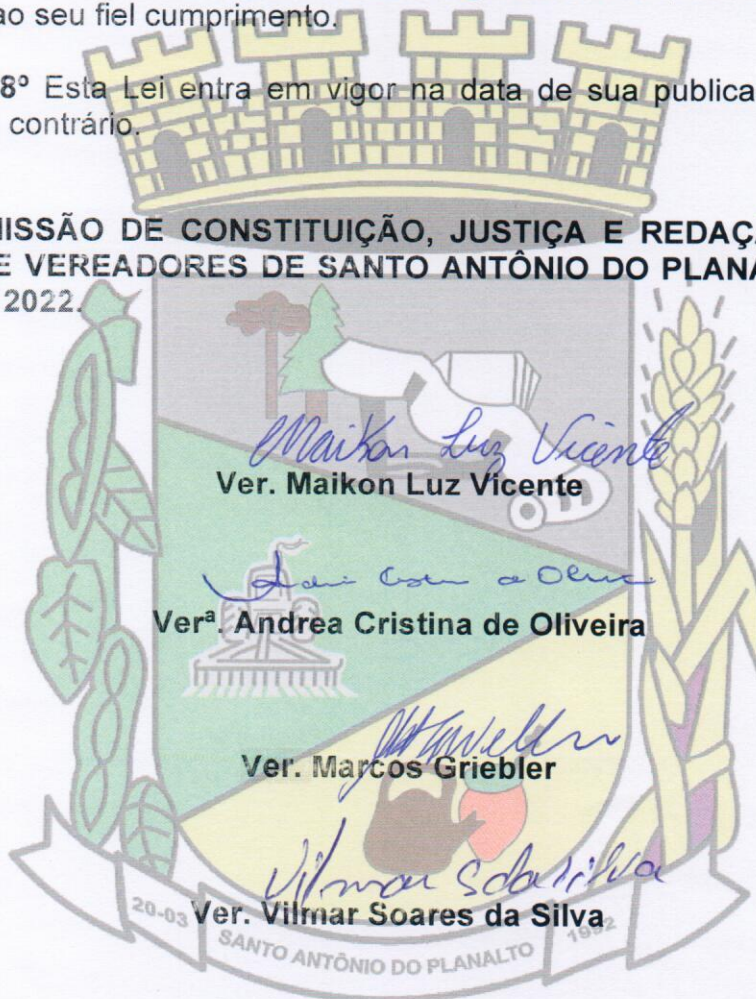 ao seu fiel cumprimento.
8º Esta Lei entra em vigor na data de sua publica
contrário.
ISSÃO DE CONSTITUIÇÃO, JUSTIÇA E REDAÇ
E VEREADORES DE SANTO ANTÔNIO DO PLANA
2022.
Maikon Luz Vicente
Ver. Maikon Luz Vicente
Verª. Andrea Cristina de Oliveira
Ver. Marcos Griebler
Vilmar S da Silva
Ver. Vilmar Soares da Silva
20-03
SANTO ANTÔNIO DO PLANALTO
1992